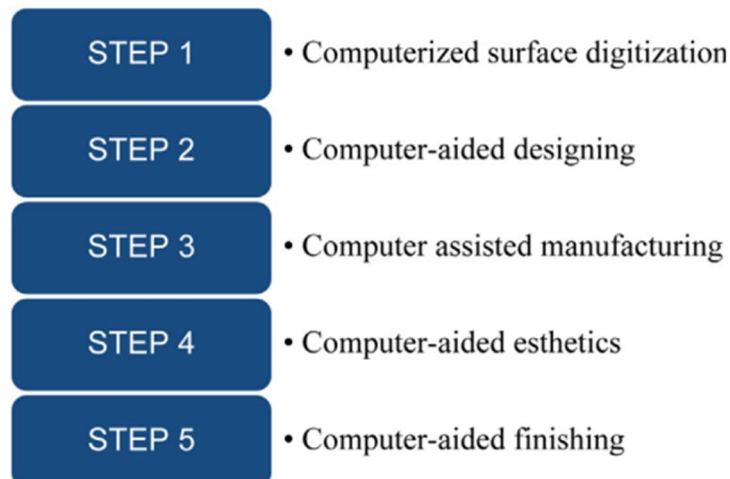 STEP 1 • Computerized surface digitization
STEP 2 • Computer-aided designing
STEP 3 • Computer assisted manufacturing
STEP 4 • Computer-aided esthetics
STEP 5 • Computer-aided finishing